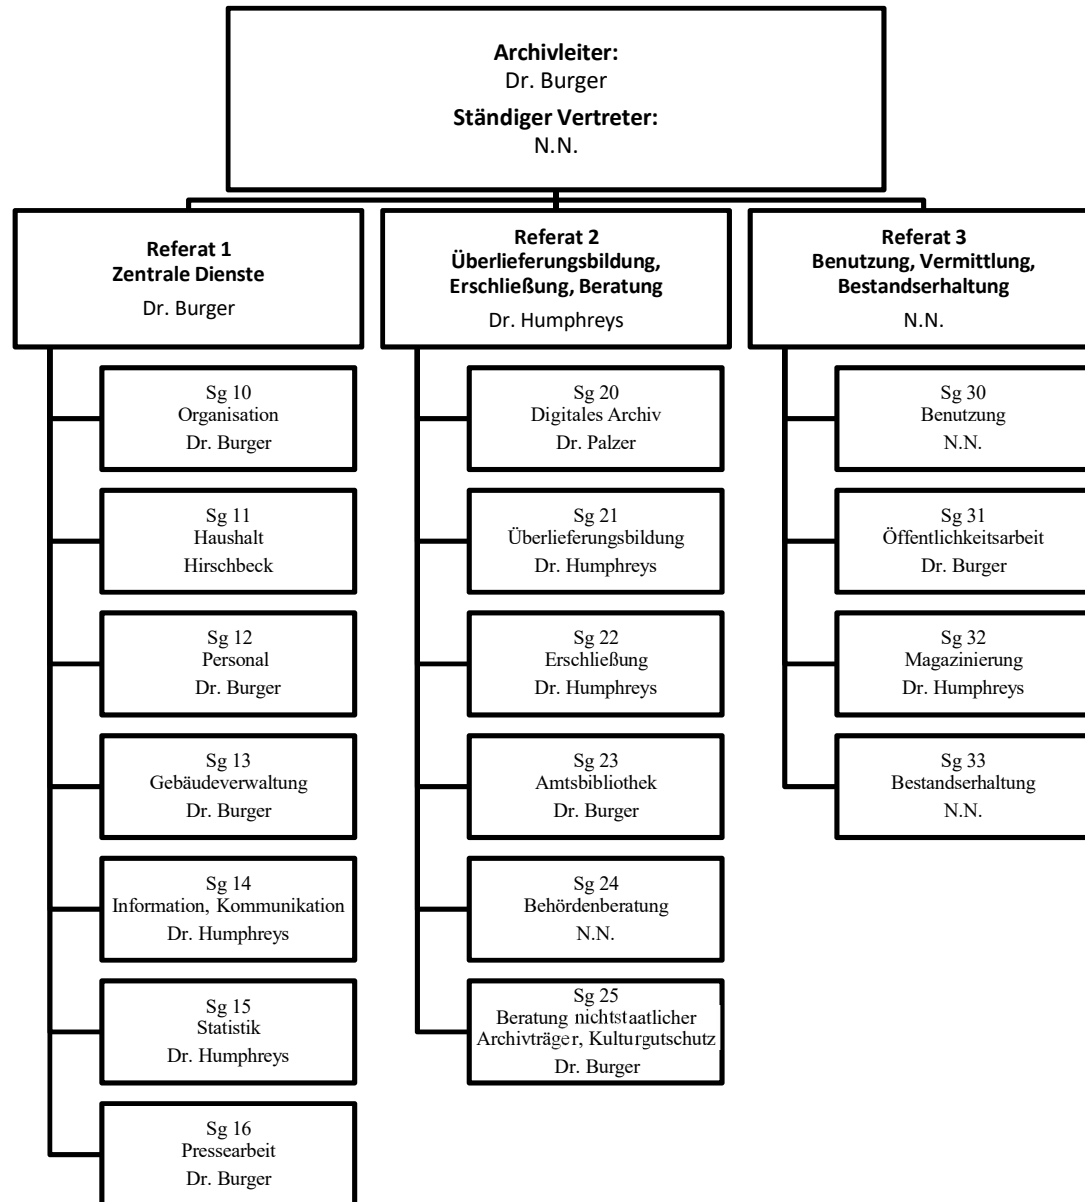 Archivleiter:
Dr. Burger
Ständiger Vertreter:
N.N.
Referat 1
Zentrale Dienste
Dr. Burger
Sg 10
Organisation
Dr. Burger
Sg 11
Haushalt
Hirschbeck
Sg 12
Personal
Dr. Burger
Sg 13
Gebäudeverwaltung
Dr. Burger
Sg 14
Information, Kommunikation
Dr. Humphreys
Sg 15
Statistik
Dr. Humphreys
Sg 16
Pressearbeit
Dr. Burger
Referat 2
Überlieferungsbildung,
Erschließung, Beratung
Dr. Humphreys
Sg 20
Digitales Archiv
Dr. Palzer
Sg 21
Überlieferungsbildung
Dr. Humphreys
Sg 22
Erschließung
Dr. Humphreys
Sg 23
Amtsbibliothek
Dr. Burger
Sg 24
Behördenberatung
N.N.
Sg 25
Beratung nichtstaatlicher
Archivträger, Kulturgutschutz
Dr. Burger
Referat 3
Benutzung, Vermittlung,
Bestandserhaltung
N.N.
Sg 30
Benutzung
N.N.
Sg 31
Öffentlichkeitsarbeit
Dr. Burger
Sg 32
Magazinierung
Dr. Humphreys
Sg 33
Bestandserhaltung
N.N.